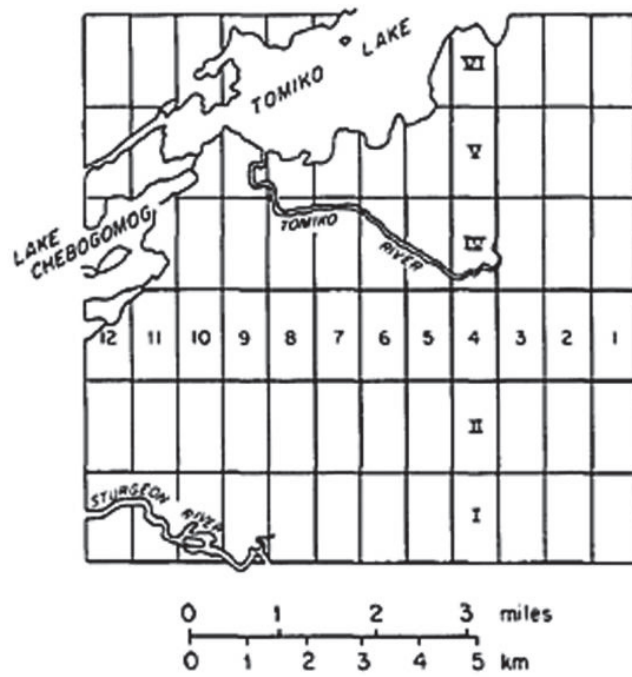 VI
TOMIKO LAKE
V
LAKE CHEBOGOMOG
TOMIKO RIVER
IV
12 11 10 9 8 7 6 5 4 3 2 1
II
STURGEON RIVER
I
0 1 2 3 miles
0 1 2 3 4 5 km